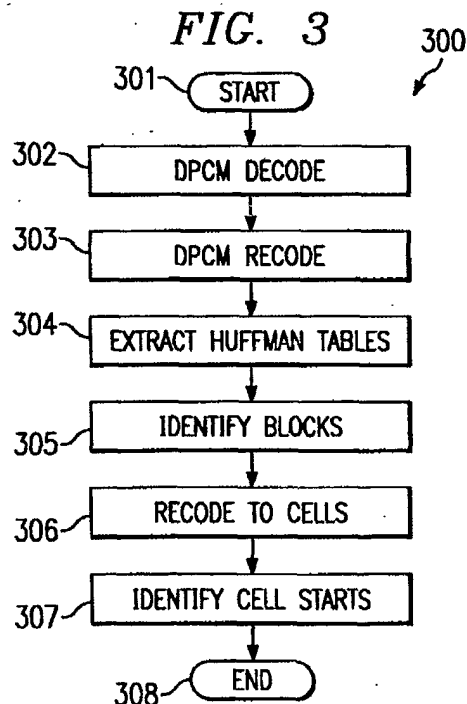 FIG. 3
300
301 START
302 DPCM DECODE
303 DPCM RECODE
304 EXTRACT HUFFMAN TABLES
305 IDENTIFY BLOCKS
306 RECODE TO CELLS
307 IDENTIFY CELL STARTS
308 END